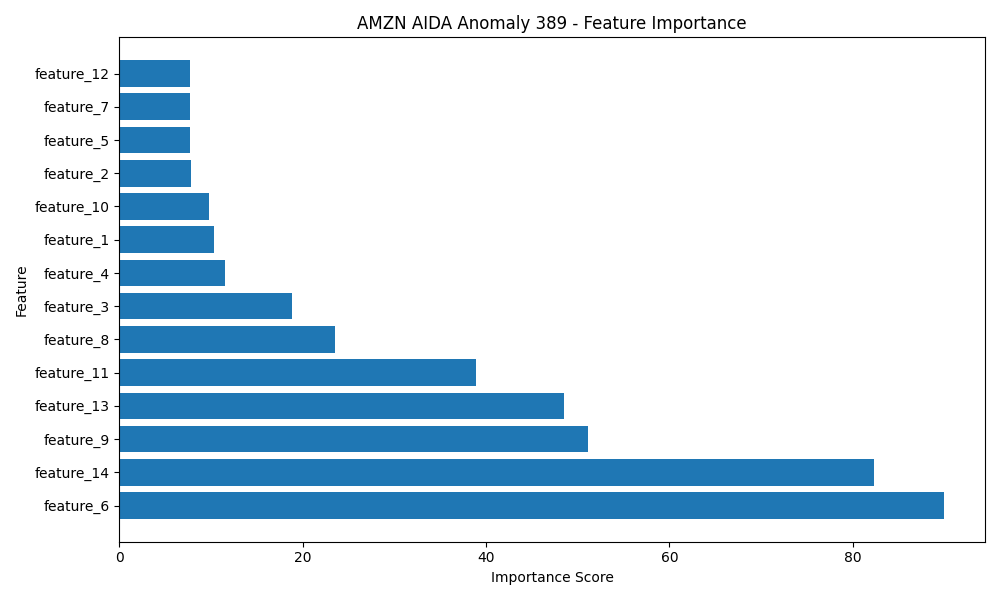 AMZN AIDA Anomaly 389 - Feature Importance
feature_12
feature_7
feature_5
feature_2
feature_10
feature_1
feature_4
feature_3
feature_8
feature_11
feature_13
feature_9
feature_14
feature_6
Feature
0 20 40 60 80
Importance Score